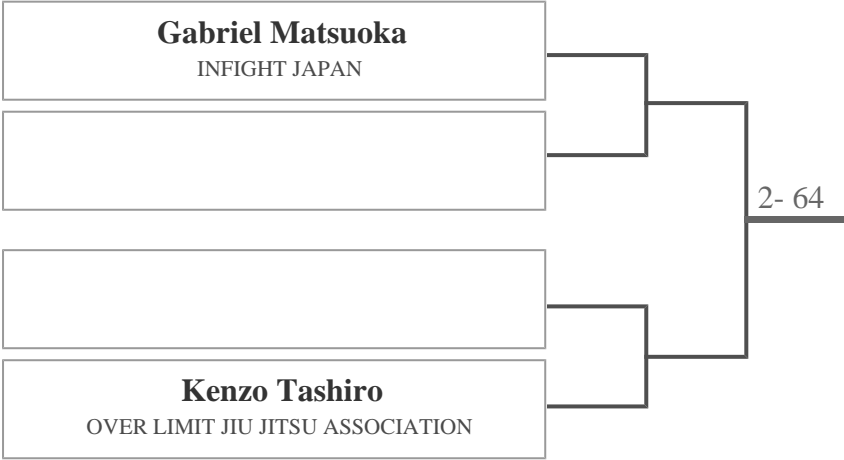 Gabriel Matsuoka
INFIGHT JAPAN
2- 64
Kenzo Tashiro
OVER LIMIT JIU JITSU ASSOCIATION